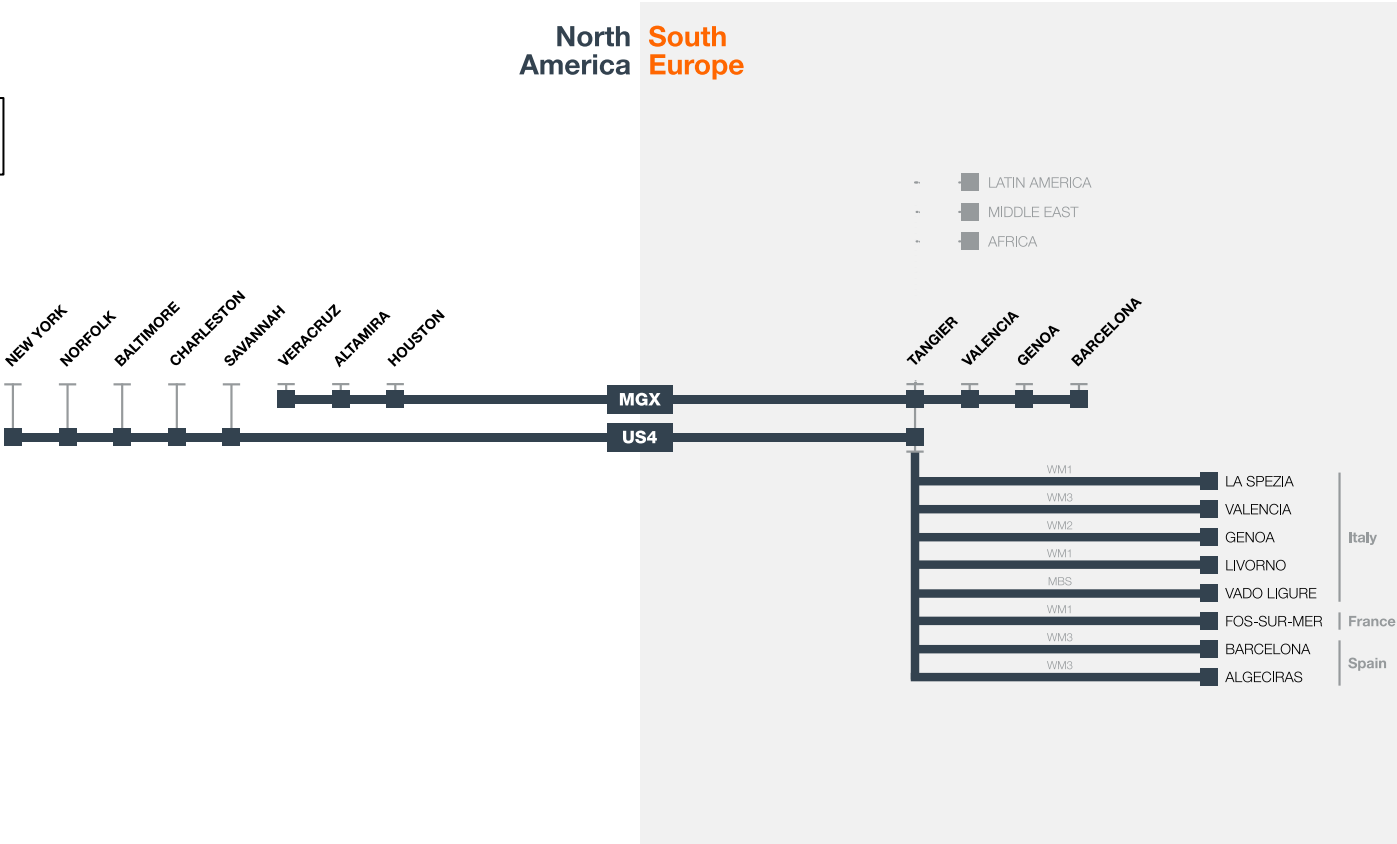 North
America
South
Europe
LATIN AMERICA
MIDDLE EAST
AFRICA
NEW YORK
NORFOLK
BALTIMORE
CHARLESTON
SAVANNAH
VERACRUZ
ALTAMIRA
HOUSTON
TANGIER
VALENCIA
GENOA
BARCELONA
MGX
US4
WM1
LA SPEZIA
WM3
VALENCIA
WM2
GENOA
Italy
WM1
LIVORNO
MBS
VADO LIGURE
WM1
FOS-SUR-MER
France
WM3
BARCELONA
Spain
WM3
ALGECIRAS